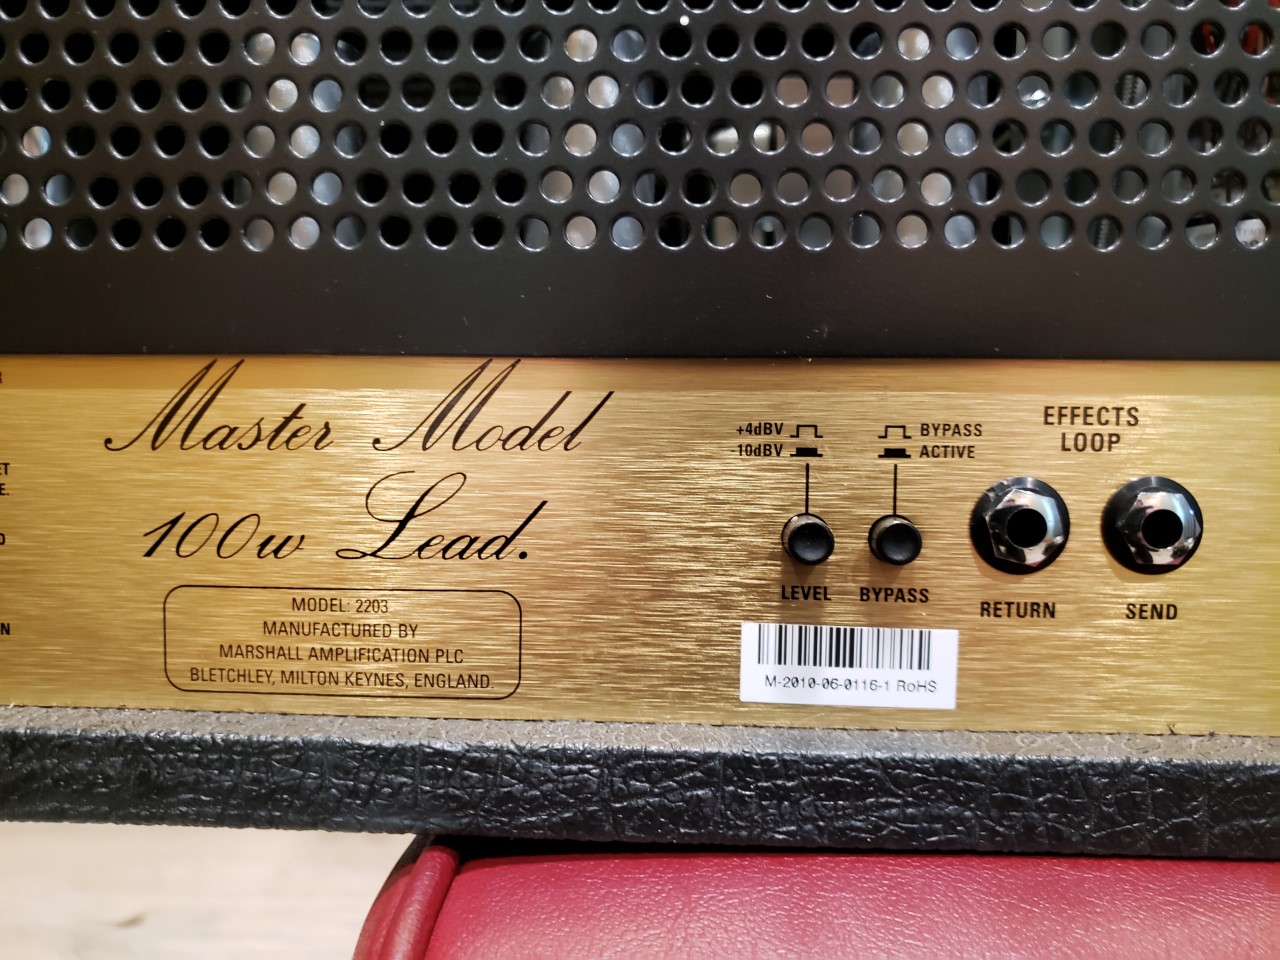 Master Model
100w Lead.
MODEL: 2203
MANUFACTURED BY
MARSHALL AMPLIFICATION PLC
BLETCHLEY, MILTON KEYNES, ENGLAND.
+4dBV
-10dBV
BYPASS
ACTIVE
LEVEL
BYPASS
EFFECTS
LOOP
RETURN
SEND
M-2010-06-0116-1 RoHS